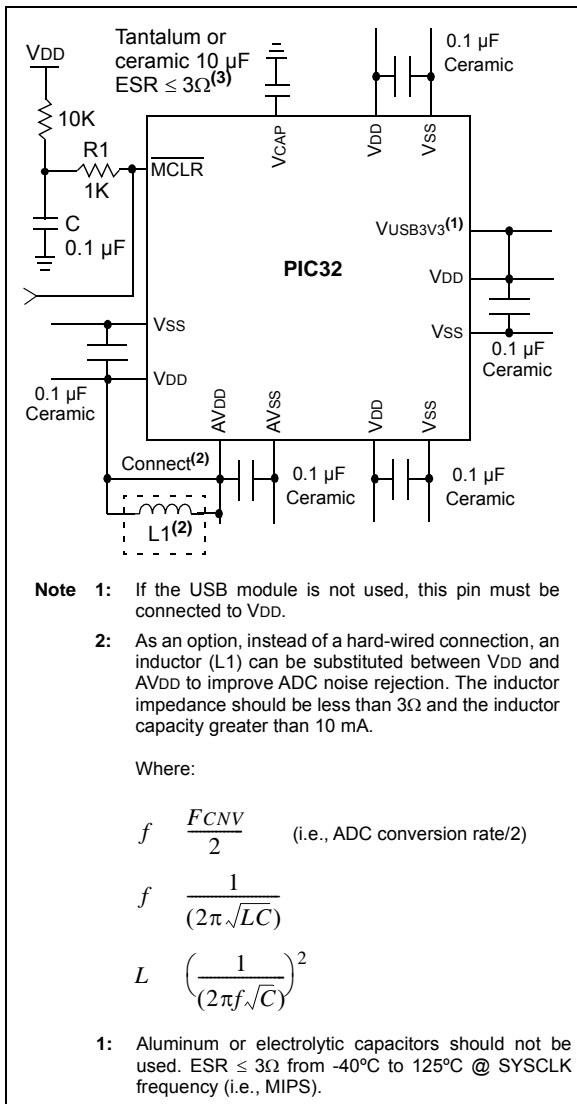 VDD
Tantalum or
ceramic 10 µF
ESR ≤ 3Ω(3)
0.1 µF
Ceramic
10K
R1
1K
MCLR
VCAP
VDD
VSS
C
0.1 µF
VUSB3V3(1)
PIC32
VDD
VSS
VSS
VDD
0.1 µF
Ceramic
0.1 µF
Ceramic
AVDD
AVSS
VDD
VSS
Connect(2)
0.1 µF
Ceramic
0.1 µF
Ceramic
L1(2)
Note 1: If the USB module is not used, this pin must be
connected to VDD.
2: As an option, instead of a hard-wired connection, an
inductor (L1) can be substituted between VDD and
AVDD to improve ADC noise rejection. The inductor
impedance should be less than 3Ω and the inductor
capacity greater than 10 mA.
Where:
f FCNV/2 (i.e., ADC conversion rate/2)
f 1/(2π√LC)
L (1/(2πf√C))²
1: Aluminum or electrolytic capacitors should not be
used. ESR ≤ 3Ω from -40ºC to 125ºC @ SYSCLK
frequency (i.e., MIPS).